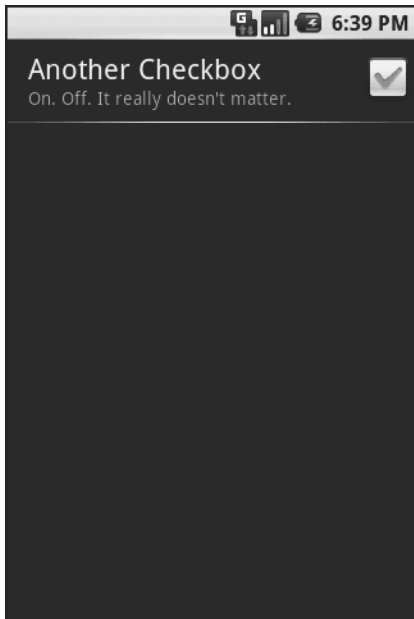 G
6:39 PM
Another Checkbox
On. Off. It really doesn't matter.